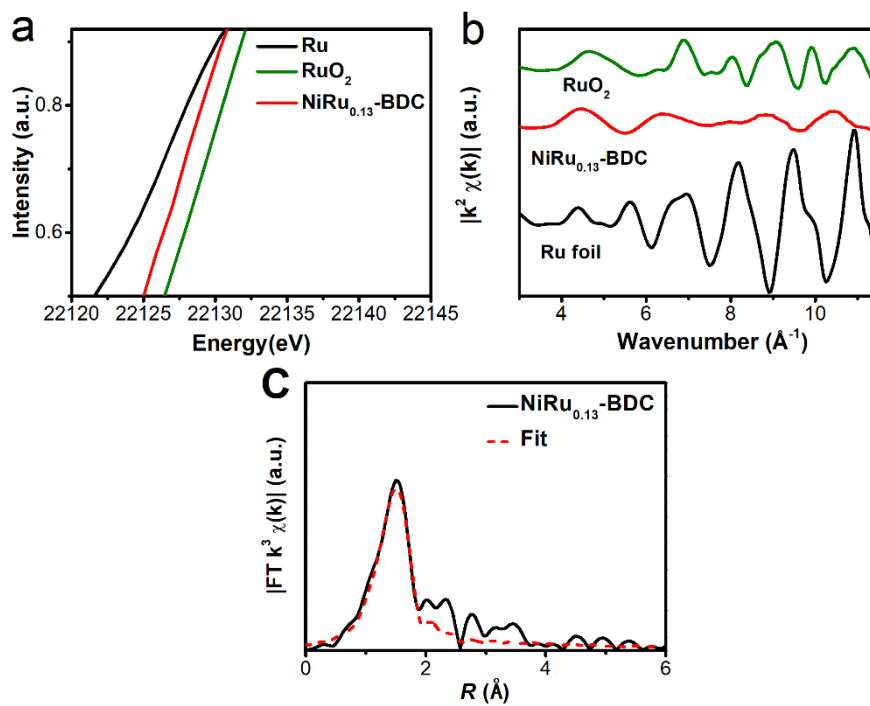 a
Ru
RuO₂
NiRu₀.₁₃-BDC
0.8
0.6
Intensity (a.u.)
22120 22125 22130 22135 22140 22145
Energy(eV)
b
RuO₂
NiRu₀.₁₃-BDC
Ru foil
|k² χ(k)| (a.u.)
4 6 8 10
Wavenumber (Å⁻¹)
C
NiRu₀.₁₃-BDC
Fit
|FT k³ χ(k)| (a.u.)
0 2 4 6
R (Å)